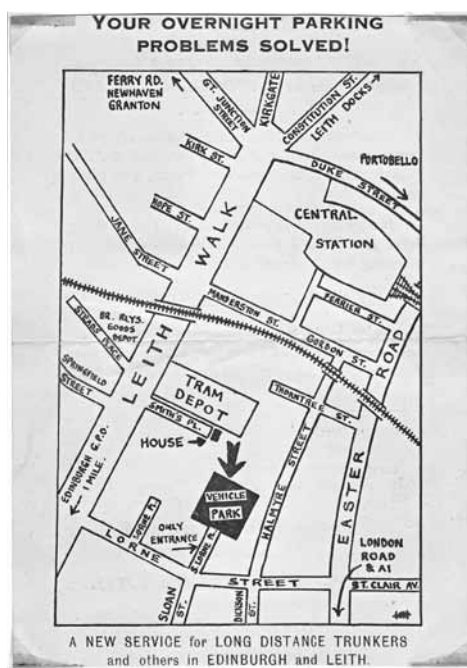 YOUR OVERNIGHT PARKING
PROBLEMS SOLVED!
FERRY RD.
NEWHAVEN
GRANTON
GT. JUNCTION
STREET
KIRKGATE
CONSTITUTION ST.
LEITH DOCKS
KIRK ST.
DUKE STREET
PORTOBELLO
CENTRAL
STATION
HOPE ST.
JANE STREET
WALK
MANDERSTON ST.
FERRIER ST.
GORDON ST.
ROAD
BR. RLYS.
GOODS
DEPOT
STEADS PLACE
SPRINGFIELD
STREET
LEITH
TRAM
DEPOT
SMITH'S PL.
HOUSE
THORNTREE ST.
EDINBURGH G.P.O.
1 MILE.
VEHICLE
PARK
HALMYRE STREET
EASTER
ONLY
ENTRANCE
LORNE P.
S. LORNE P.
LORNE
STREET
LONDON
ROAD
& A1
SLOAN
ST.
DICKSON
ST.
ST. CLAIR AV.
A NEW SERVICE for LONG DISTANCE TRUNKERS
and others in EDINBURGH and LEITH.